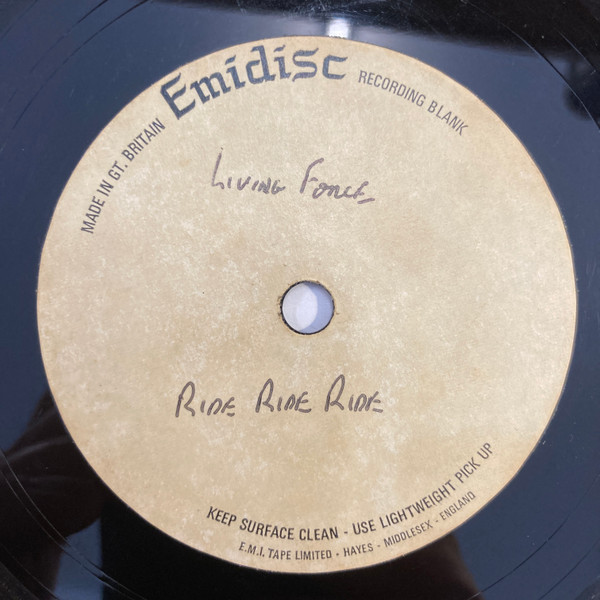 MADE IN GT. BRITAIN
Emidisc
RECORDING BLANK
LIVING FORCE
RIDE RIDE RIDE
KEEP SURFACE CLEAN - USE LIGHTWEIGHT PICK UP
E.M.I. TAPE LIMITED - HAYES - MIDDLESEX - ENGLAND